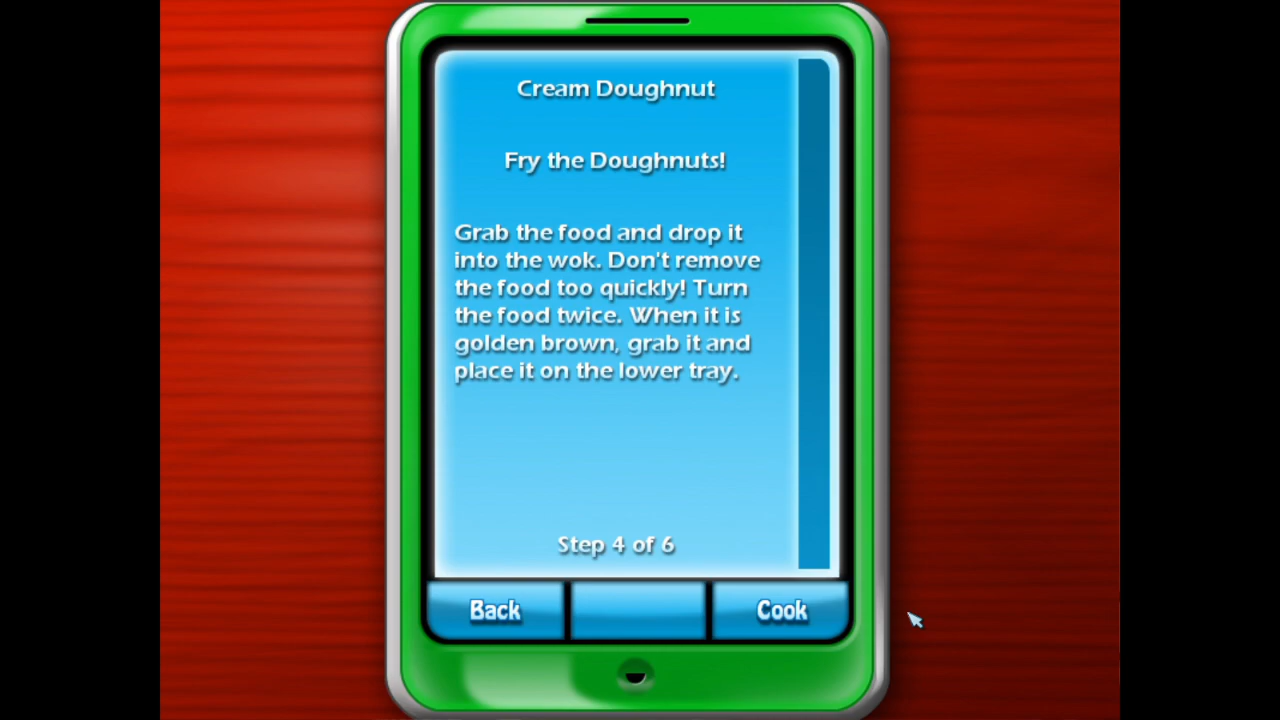 Cream Doughnut
Fry the Doughnuts!
Grab the food and drop it
into the wok. Don't remove
the food too quickly! Turn
the food twice. When it is
golden brown, grab it and
place it on the lower tray.
Step 4 of 6
Back
Cook